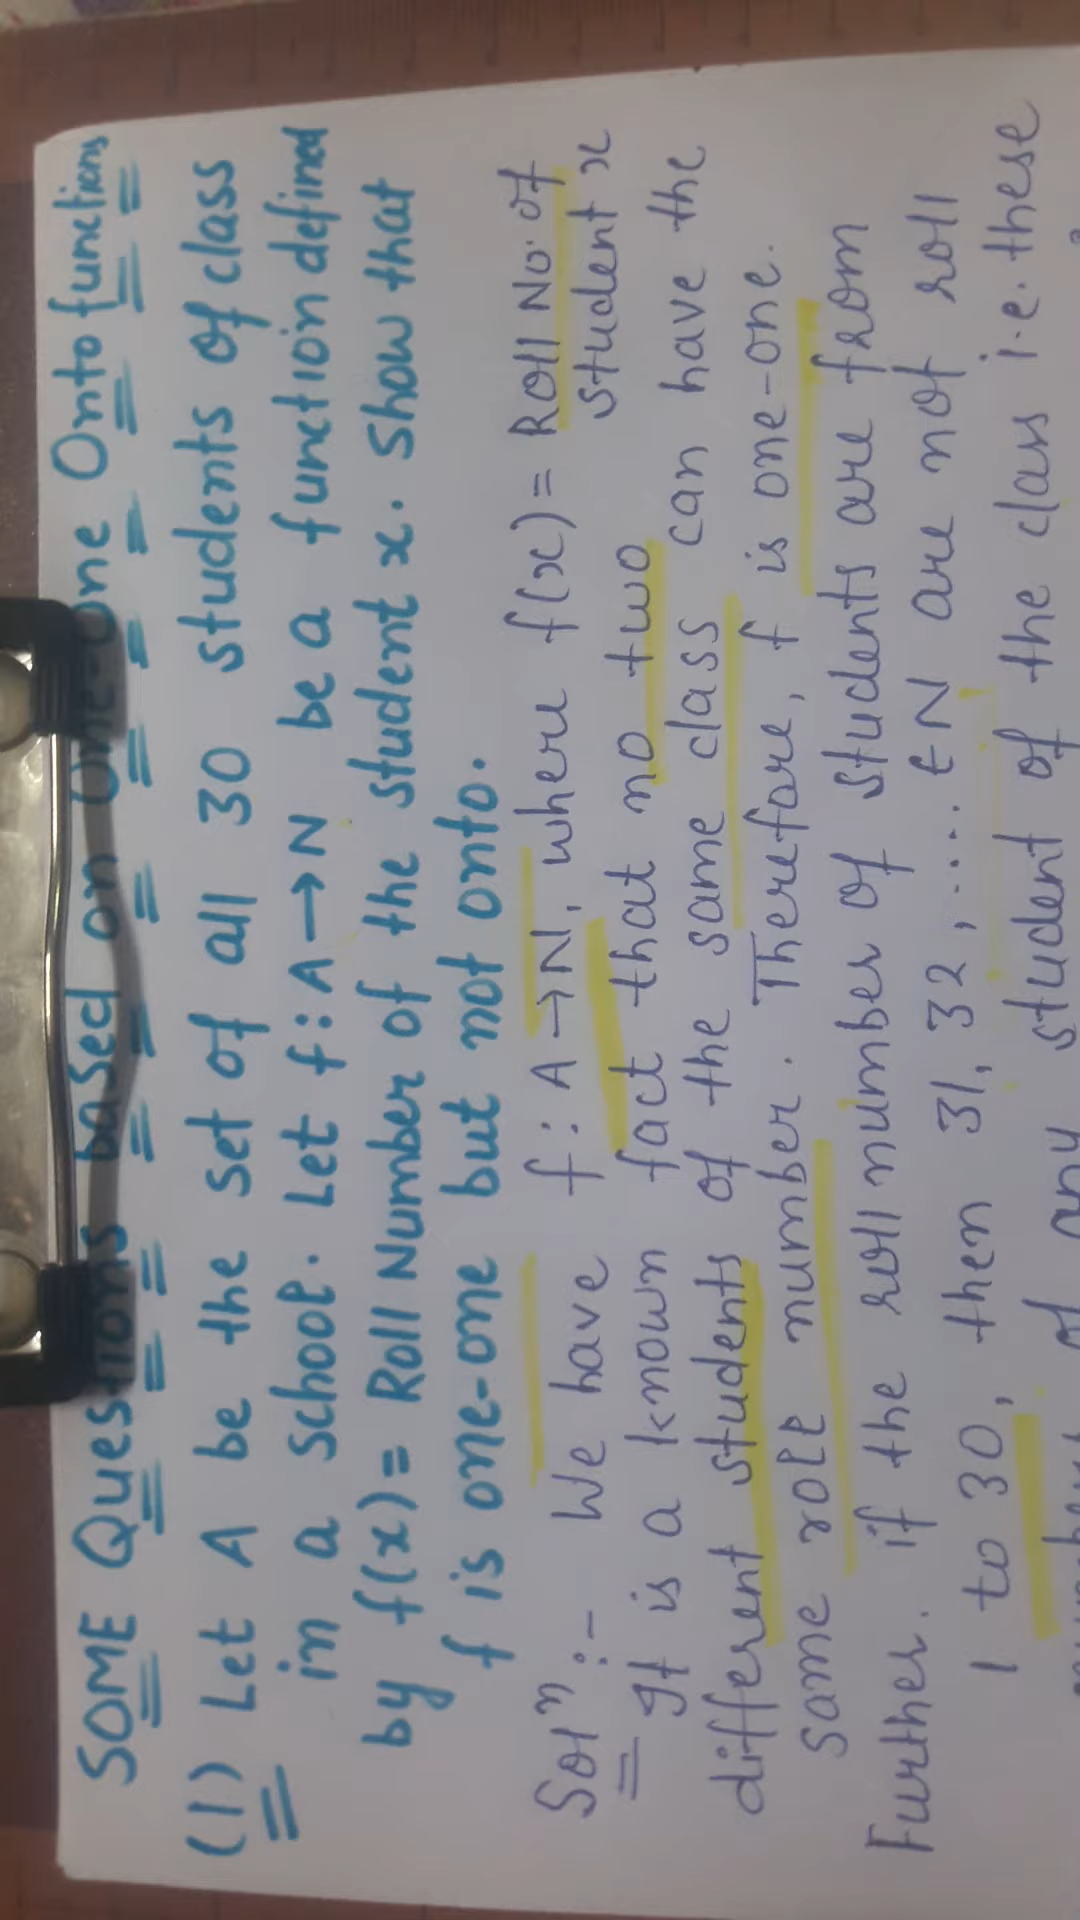 SOME Questions based on One-One Onto functions
(1) Let A be the set of all 30 students of class
in a school. Let f: A→N be a function defined
by f(x) = Roll Number of the student x. Show that
f is one-one but not onto.
Solⁿ:- We have f: A→N, where f(x) = Roll No. of
student x
It is a known fact that no two
different students of the same class can have the
same roll number. Therefore, f is one-one.
Further. if the roll number of students are from
1 to 30, then 31, 32,.... ∈ N are not roll
of any student of the class i.e. these